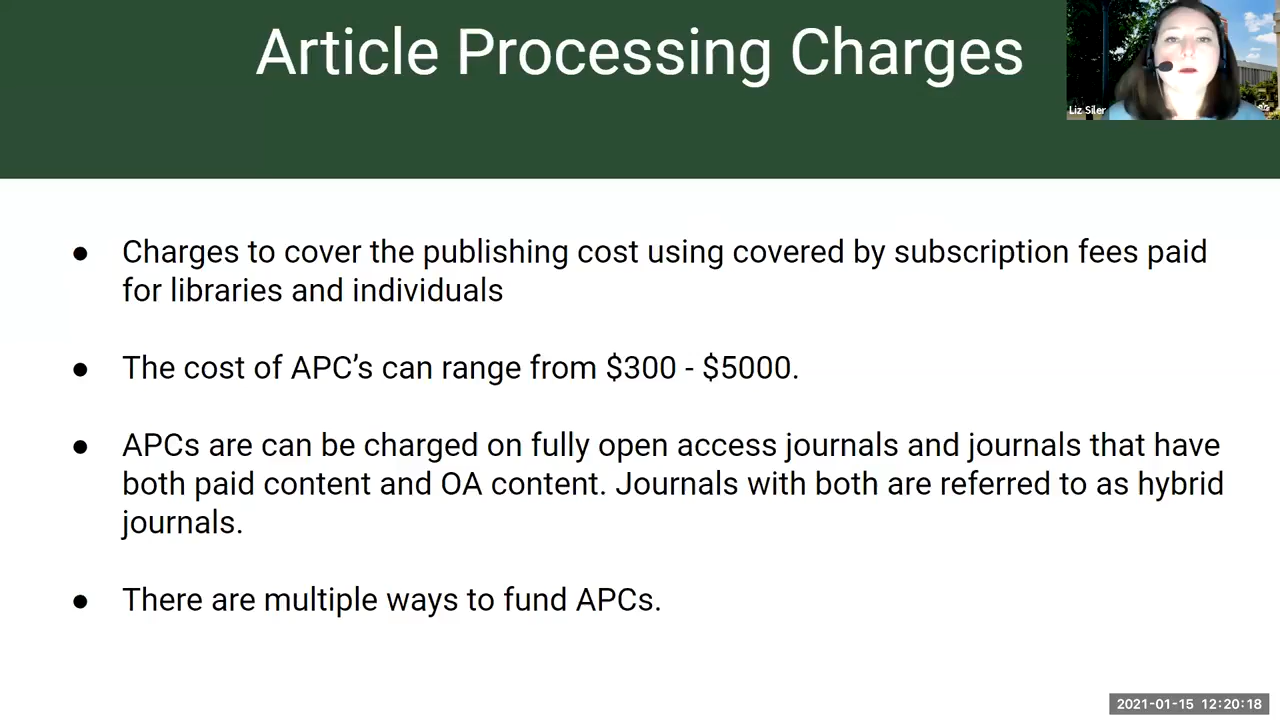 Article Processing Charges
Liz Siler
● Charges to cover the publishing cost using covered by subscription fees paid
for libraries and individuals
● The cost of APC’s can range from $300 - $5000.
● APCs are can be charged on fully open access journals and journals that have
both paid content and OA content. Journals with both are referred to as hybrid
journals.
● There are multiple ways to fund APCs.
2021-01-15 12:20:18